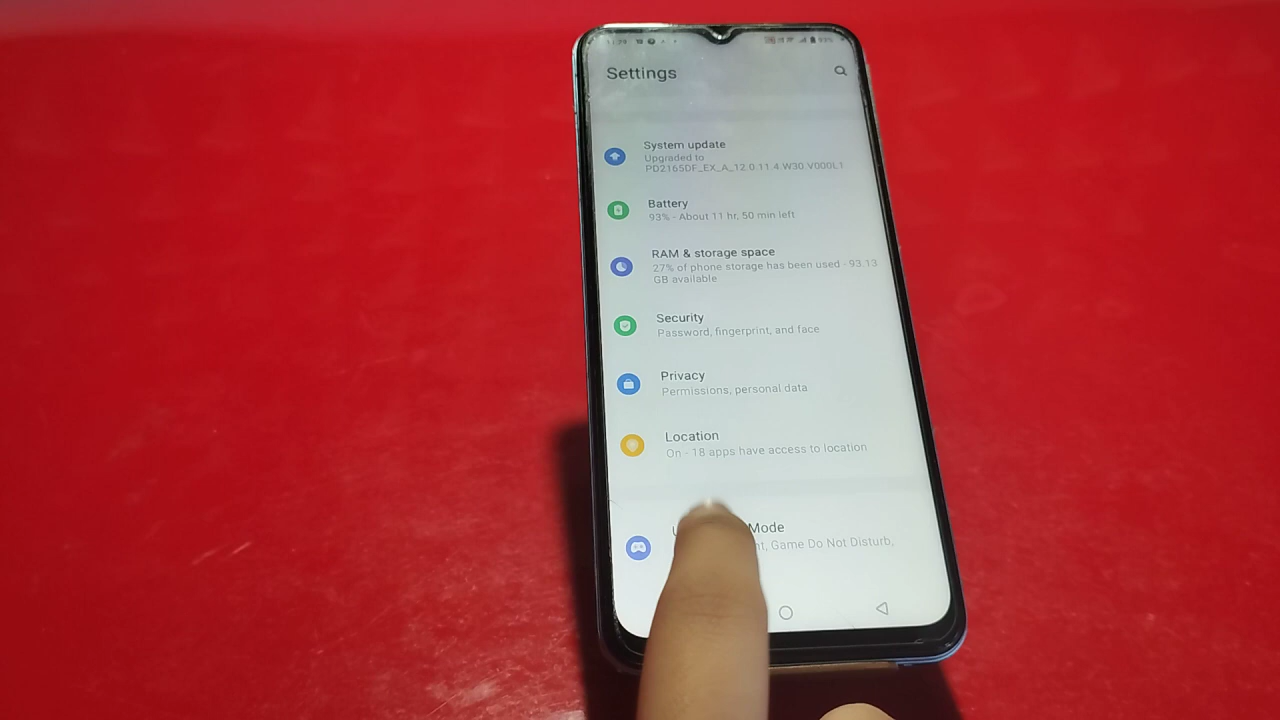 11:29
Settings
System update
Upgraded to
PD2165DF_EX_A_12.0.11.4.W30.V000L1
Battery
93% - About 11 hr, 50 min left
RAM & storage space
27% of phone storage has been used - 93.13
GB available
Security
Password, fingerprint, and face
Privacy
Permissions, personal data
Location
On - 18 apps have access to location
Mode
Game Do Not Disturb,